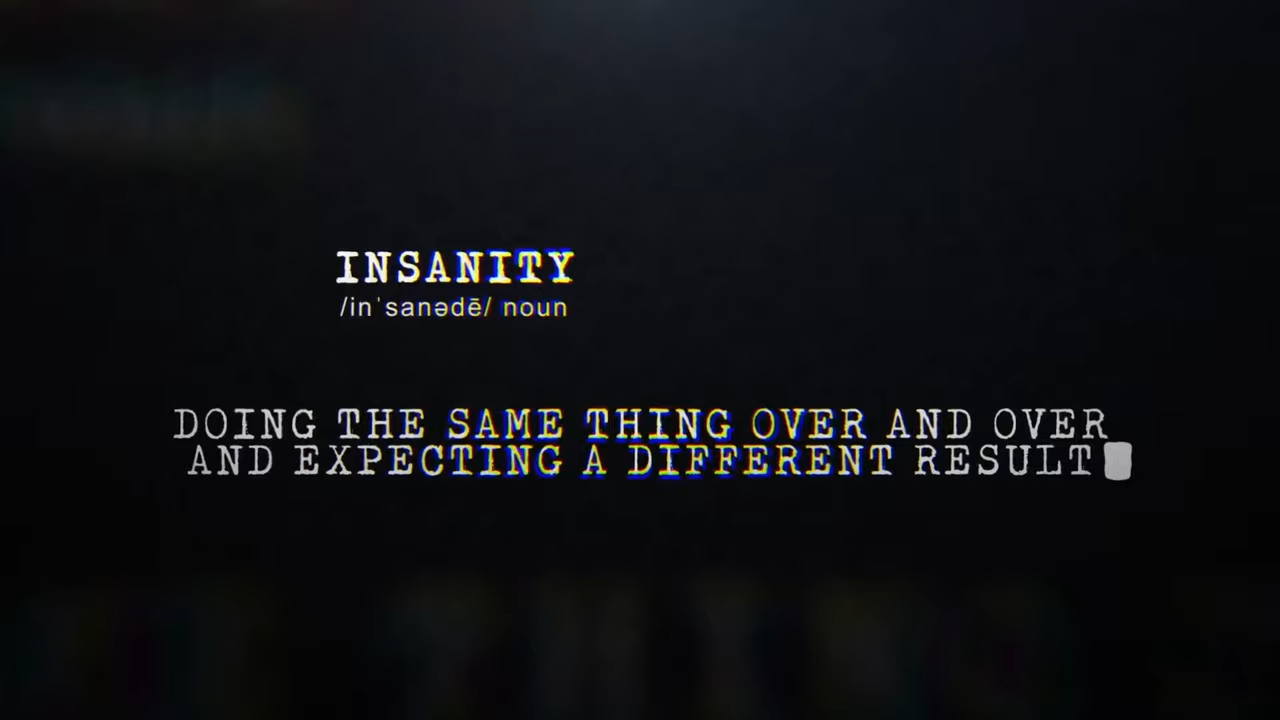 INSANITY
/inˈsanədē/ noun
DOING THE SAME THING OVER AND OVER
AND EXPECTING A DIFFERENT RESULT